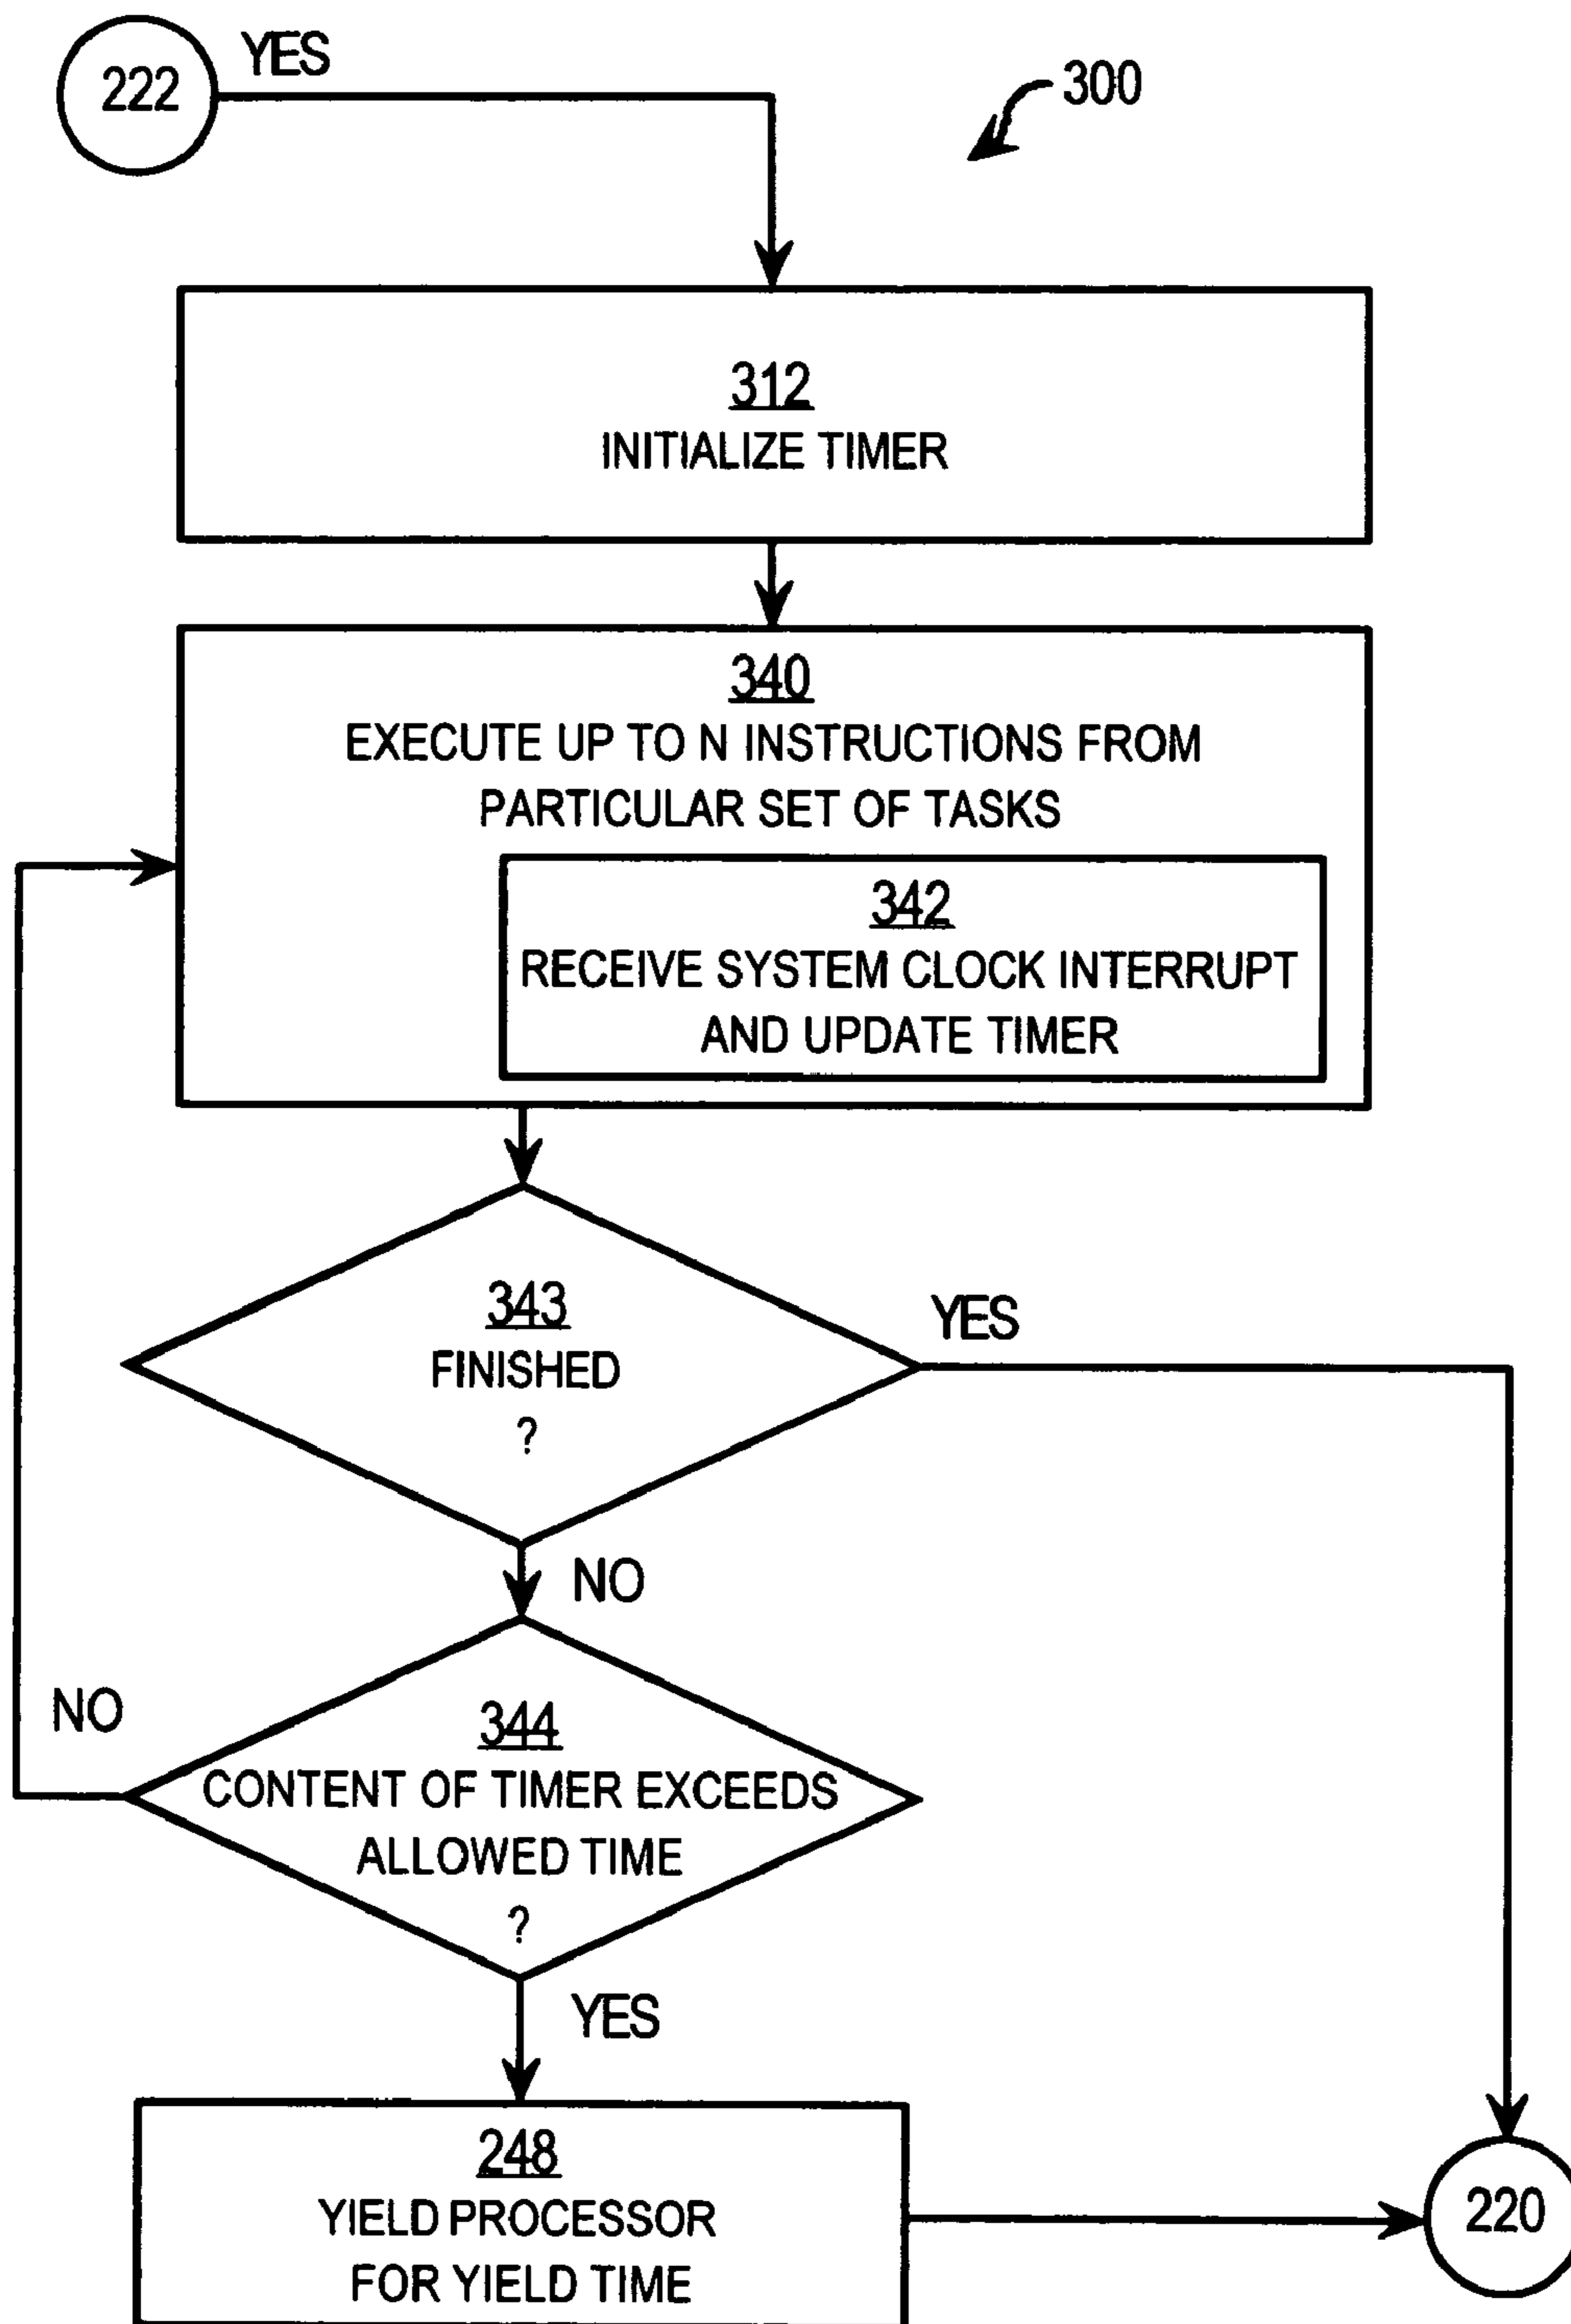 222
YES
300
312
INITIALIZE TIMER
340
EXECUTE UP TO N INSTRUCTIONS FROM
PARTICULAR SET OF TASKS
342
RECEIVE SYSTEM CLOCK INTERRUPT
AND UPDATE TIMER
343
FINISHED
?
YES
NO
344
CONTENT OF TIMER EXCEEDS
ALLOWED TIME
?
NO
YES
248
YIELD PROCESSOR
FOR YIELD TIME
220